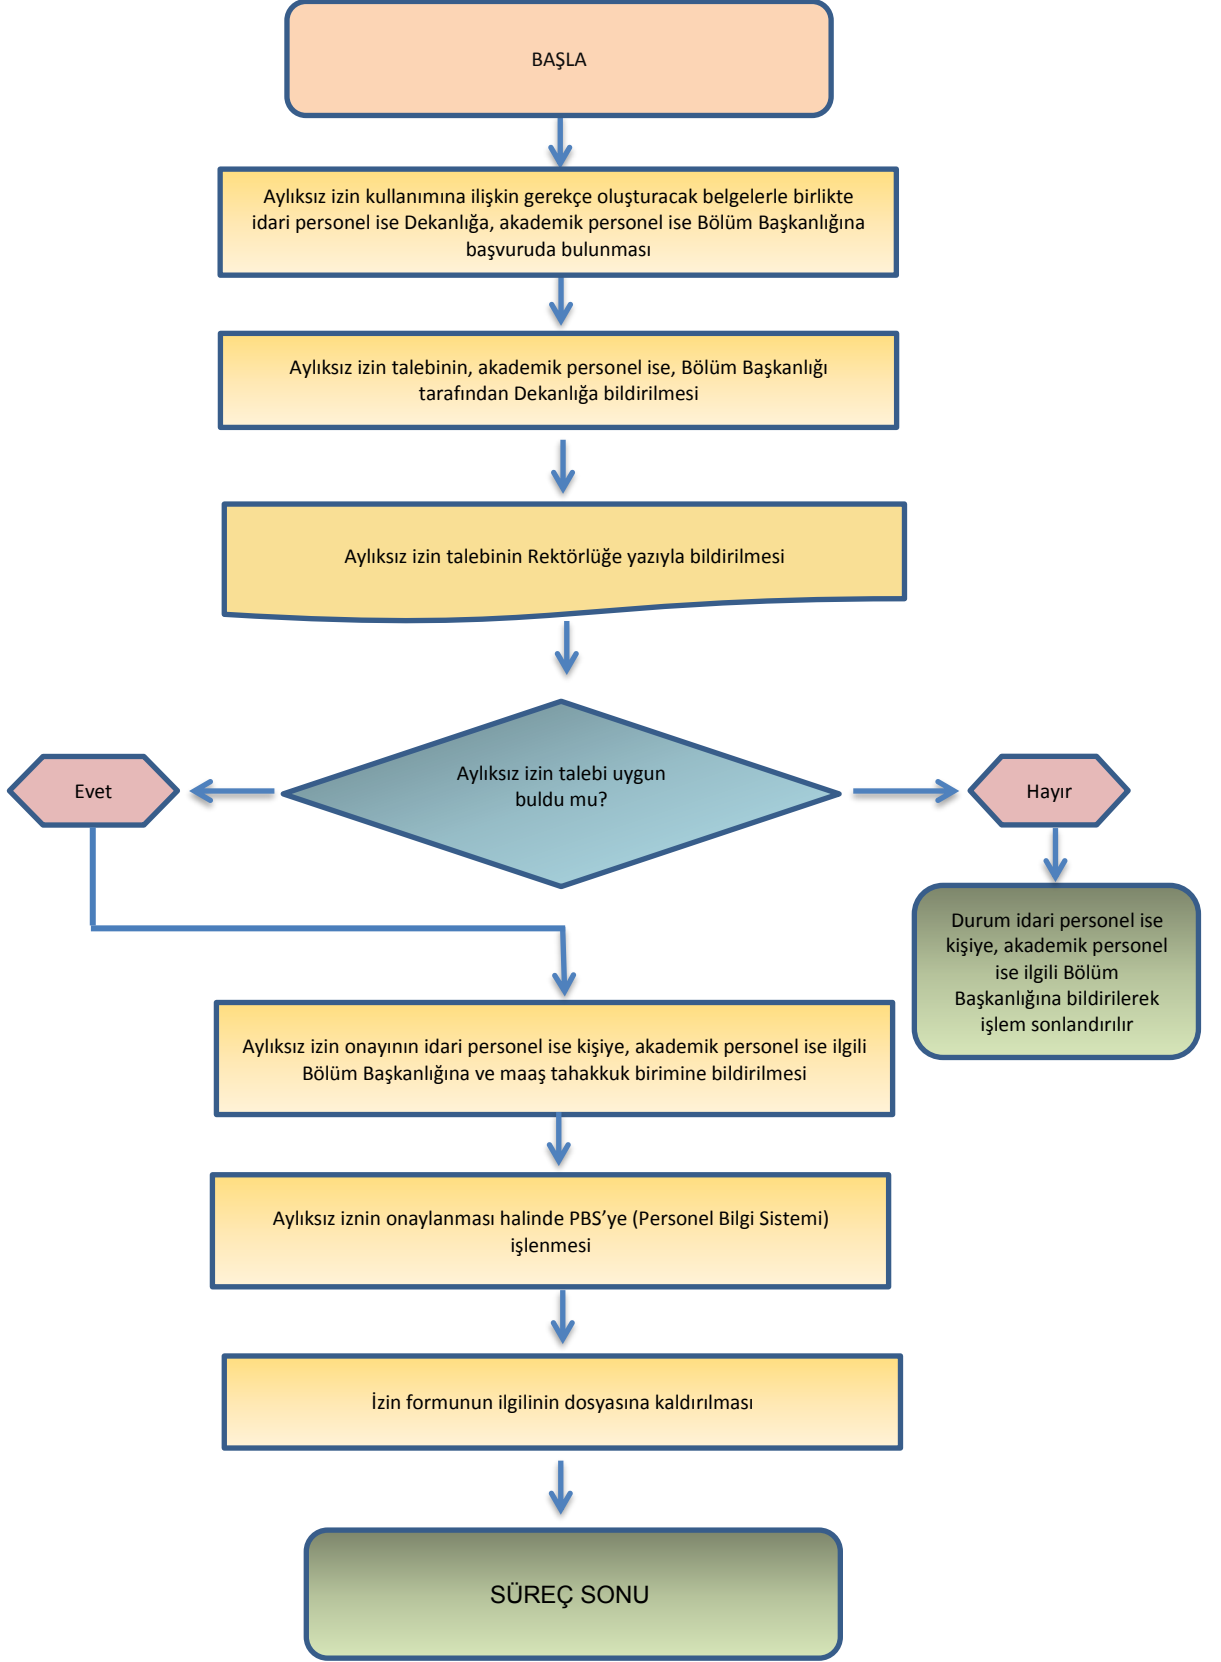 BAŞLA
Aylıksız izin kullanımına ilişkin gerekçe oluşturacak belgelerle birlikte
idari personel ise Dekanlığa, akademik personel ise Bölüm Başkanlığına
başvuruda bulunması
Aylıksız izin talebinin, akademik personel ise, Bölüm Başkanlığı
tarafından Dekanlığa bildirilmesi
Aylıksız izin talebinin Rektörlüğe yazıyla bildirilmesi
Aylıksız izin talebi uygun
buldu mu?
Evet
Hayır
Durum idari personel ise
kişiye, akademik personel
ise ilgili Bölüm
Başkanlığına bildirilerek
işlem sonlandırılır
Aylıksız izin onayının idari personel ise kişiye, akademik personel ise ilgili
Bölüm Başkanlığına ve maaş tahakkuk birimine bildirilmesi
Aylıksız iznin onaylanması halinde PBS’ye (Personel Bilgi Sistemi)
işlenmesi
İzin formunun ilgilinin dosyasına kaldırılması
SÜREÇ SONU